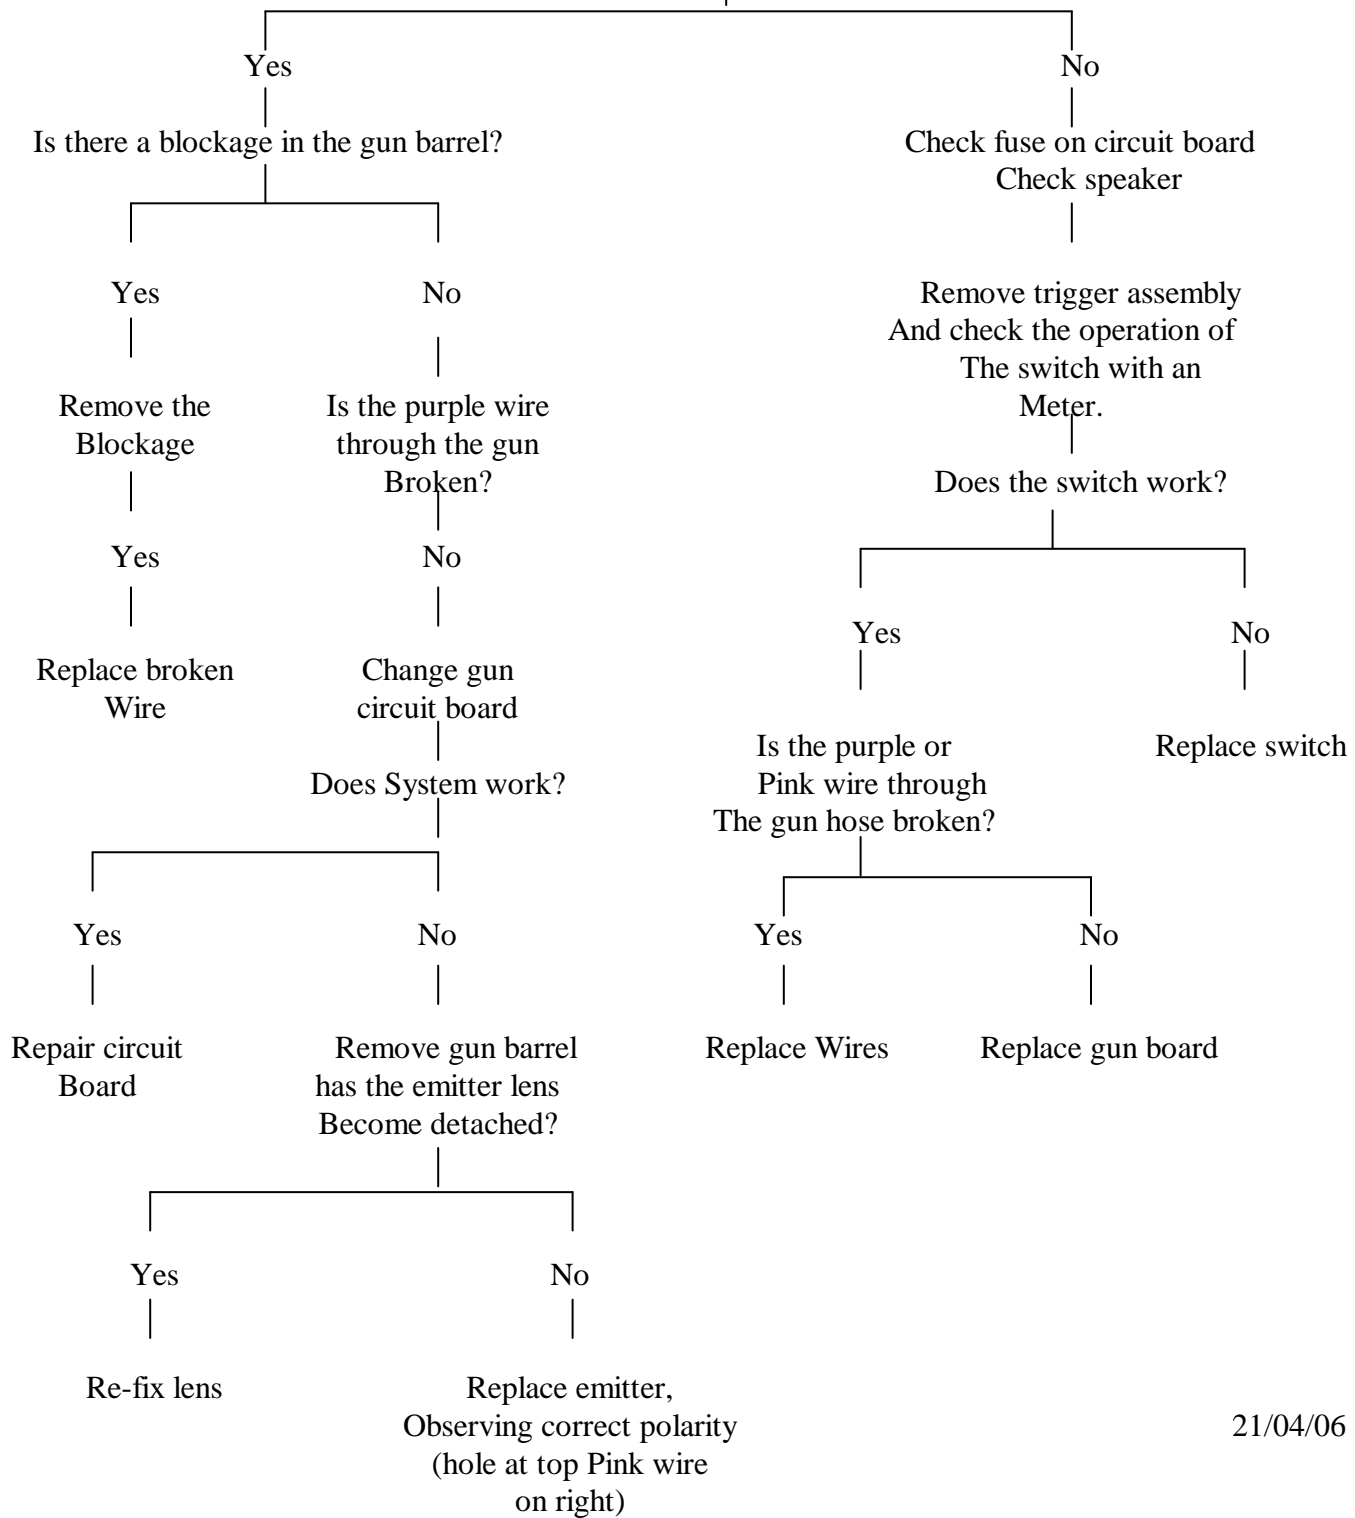 Yes
No
Is there a blockage in the gun barrel?
Check fuse on circuit board
Check speaker
Yes
No
Remove trigger assembly
And check the operation of
The switch with an
Meter.
Remove the
Blockage
Is the purple wire
through the gun
Broken?
Does the switch work?
Yes
No
Yes
No
Replace broken
Wire
Change gun
circuit board
Is the purple or
Pink wire through
The gun hose broken?
Replace switch
Does System work?
Yes
No
Yes
No
Repair circuit
Board
Remove gun barrel
has the emitter lens
Become detached?
Replace Wires
Replace gun board
Yes
No
Re-fix lens
Replace emitter,
Observing correct polarity
(hole at top Pink wire
on right)
21/04/06